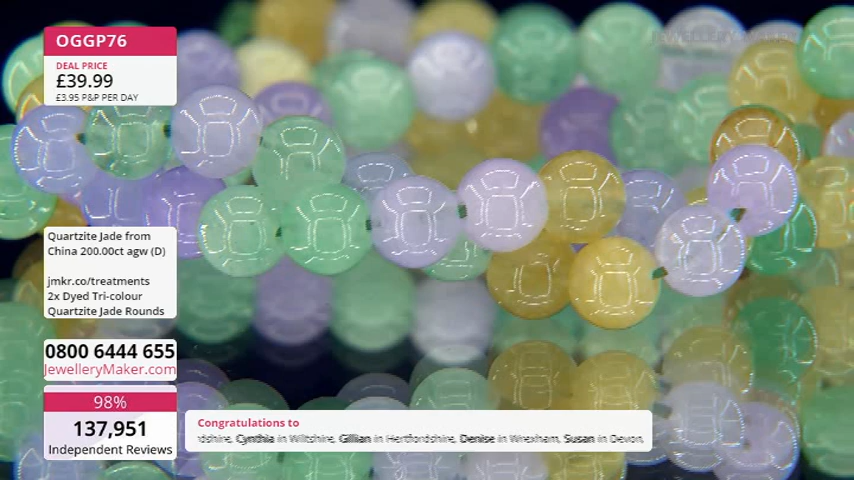 OGGP76
DEAL PRICE
£39.99
£3.95 P&P PER DAY
JEWELLERYMAKER
Quartzite Jade from
China 200.00ct agw (D)
jmkr.co/treatments
2x Dyed Tri-colour
Quartzite Jade Rounds
0800 6444 655
JewelleryMaker.com
98%
137,951
Independent Reviews
Congratulations to
Cynthia in Wiltshire, Gillian in Hertfordshire, Denise in Wrexham, Susan in Devon,